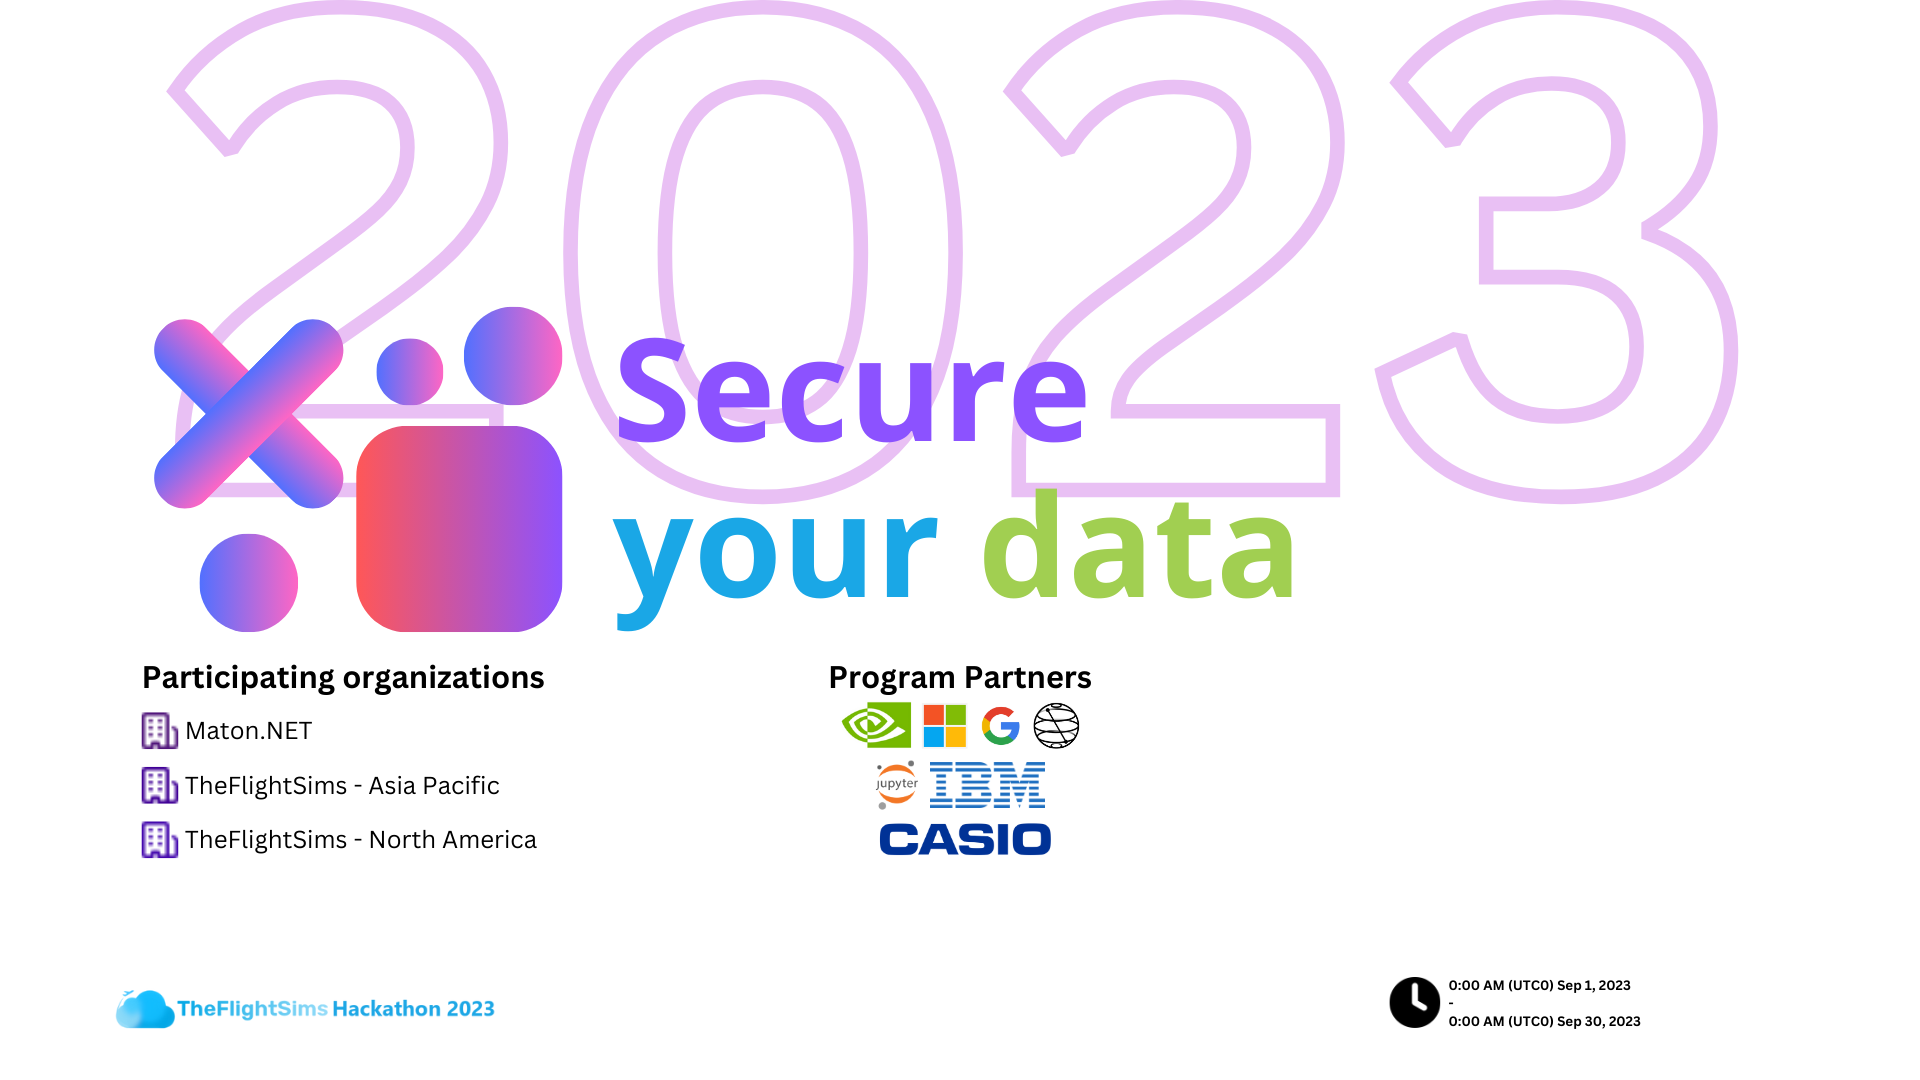 2023
Secure
your data
Participating organizations
Maton.NET
TheFlightSims - Asia Pacific
TheFlightSims - North America
Program Partners
jupyter IBM
CASIO
TheFlightSims Hackathon 2023
0:00 AM (UTC0) Sep 1, 2023
-
0:00 AM (UTC0) Sep 30, 2023